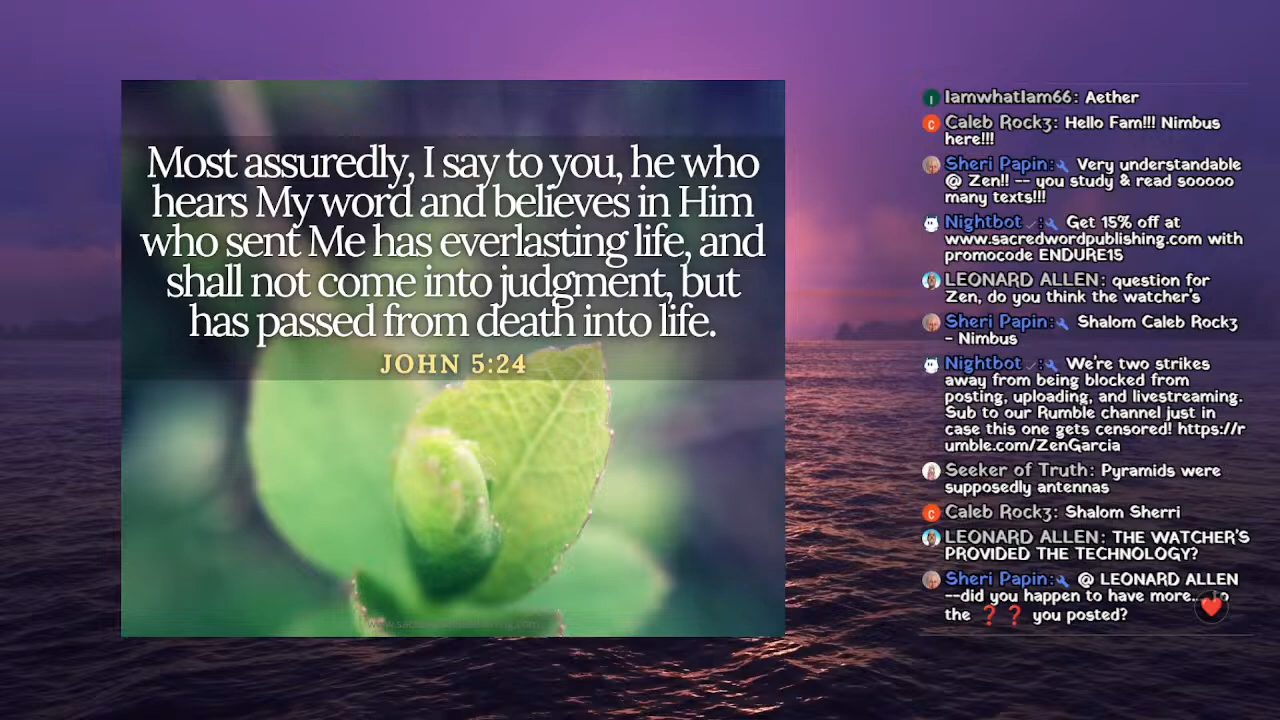 Most assuredly, I say to you, he who
hears My word and believes in Him
who sent Me has everlasting life, and
shall not come into judgment, but
has passed from death into life.
JOHN 5:24
IamwhatIam66: Aether
Caleb Rockʒ: Hello Fam!!! Nimbus
here!!!
Sheri Papin: Very understandable
@ Zen!! -- you study & read sooooo
many texts!!!
Nightbot: Get 15% off at
www.sacredwordpublishing.com with
promocode ENDURE15
LEONARD ALLEN: question for
Zen, do you think the watcher's
Sheri Papin: Shalom Caleb Rockʒ
- Nimbus
Nightbot: We're two strikes
away from being blocked from
posting, uploading, and livestreaming.
Sub to our Rumble channel just in
case this one gets censored! https://r
umble.com/ZenGarcia
Seeker of Truth: Pyramids were
supposedly antennas
Caleb Rockʒ: Shalom Sherri
LEONARD ALLEN: THE WATCHER'S
PROVIDED THE TECHNOLOGY?
Sheri Papin: @ LEONARD ALLEN
--did you happen to have more..
the ❓❓ you posted?